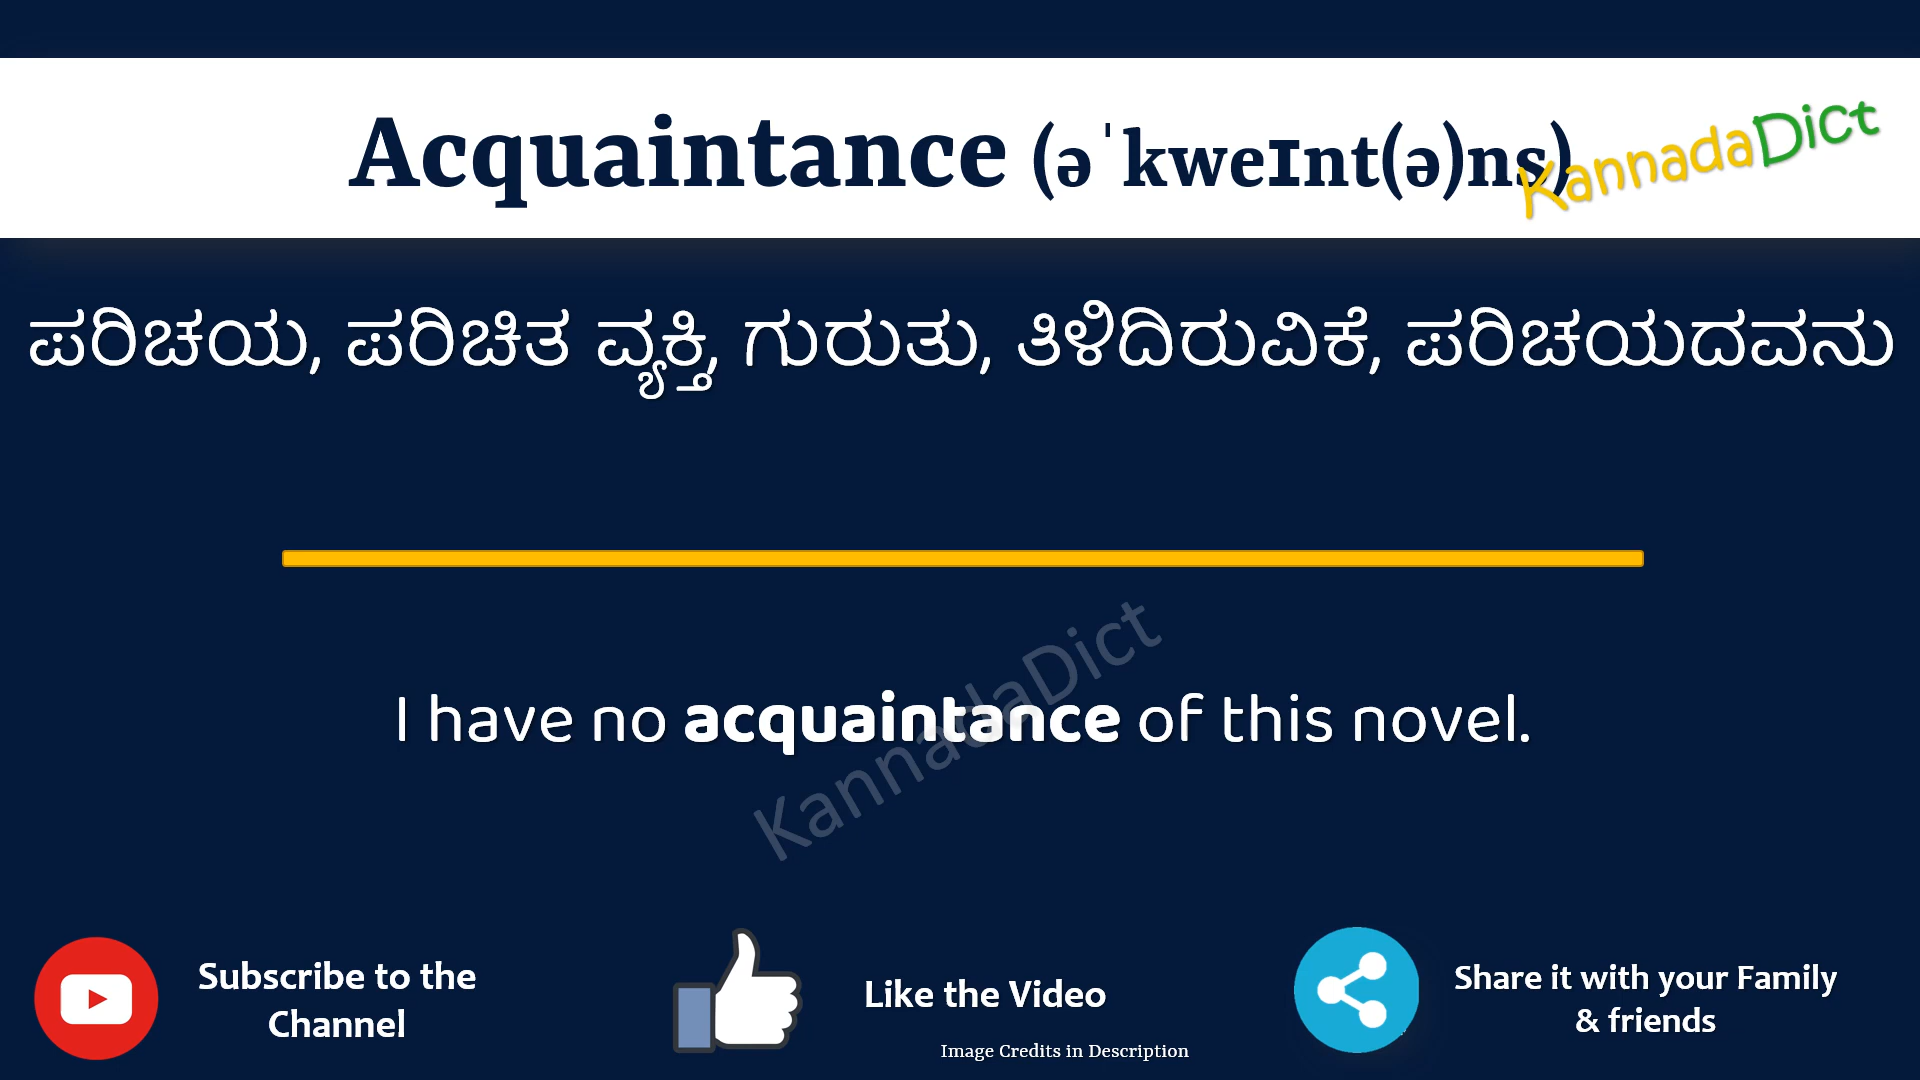 Acquaintance (əˈkweɪnt(ə)ns)
KannadaDict
ಪರಿಚಯ, ಪರಿಚಿತ ವ್ಯಕ್ತಿ, ಗುರುತು, ತಿಳಿದಿರುವಿಕೆ, ಪರಿಚಯದವನು
I have no acquaintance of this novel.
KannadaDict
Subscribe to the
Channel
Like the Video
Share it with your Family
& friends
Image Credits in Description